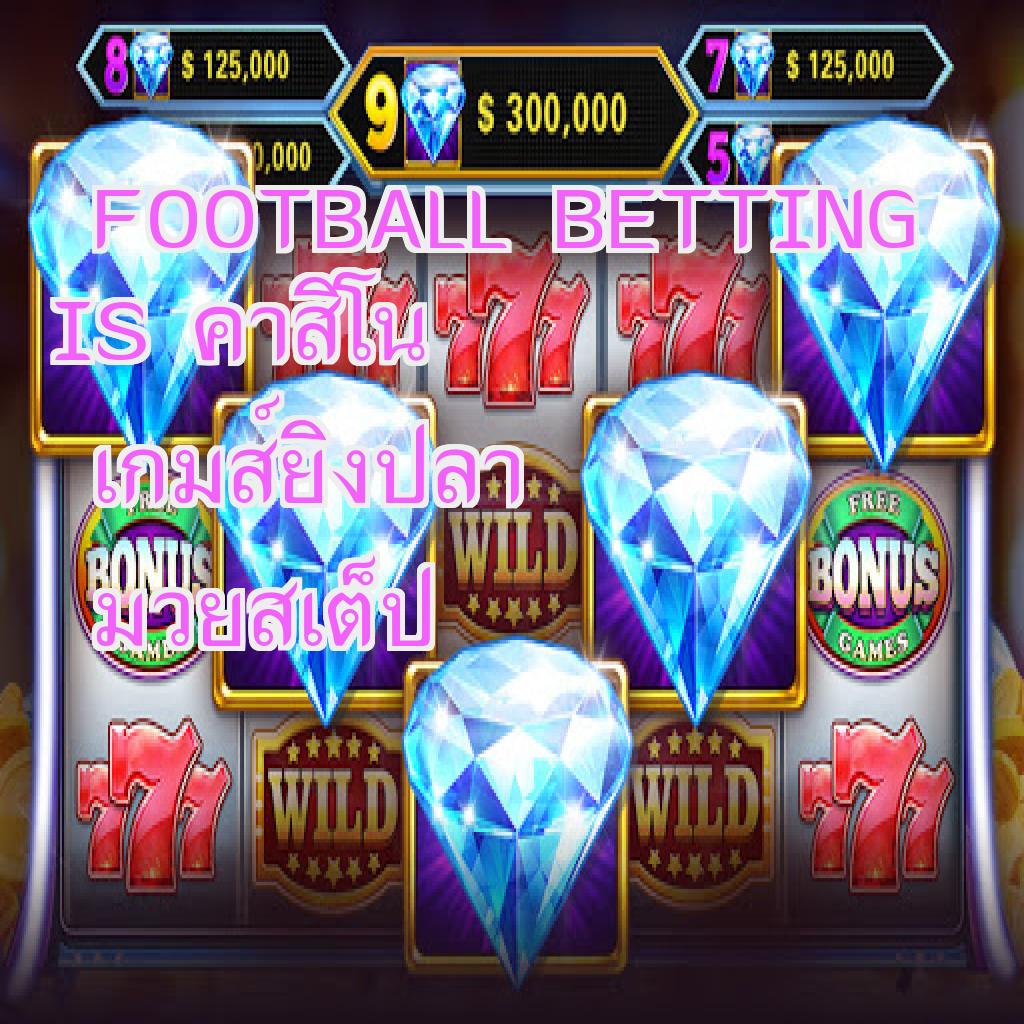 8 $ 125,000
9 $ 300,000
7 $ 125,000
0,000
5
FOOTBALL BETTING
IS คาสิโน
777 777 777
เกมส์ยิงปลา
FREE BONUS GAMES
WILD
FREE BONUS GAMES
มวยสเต็ป
777
WILD
WILD
777